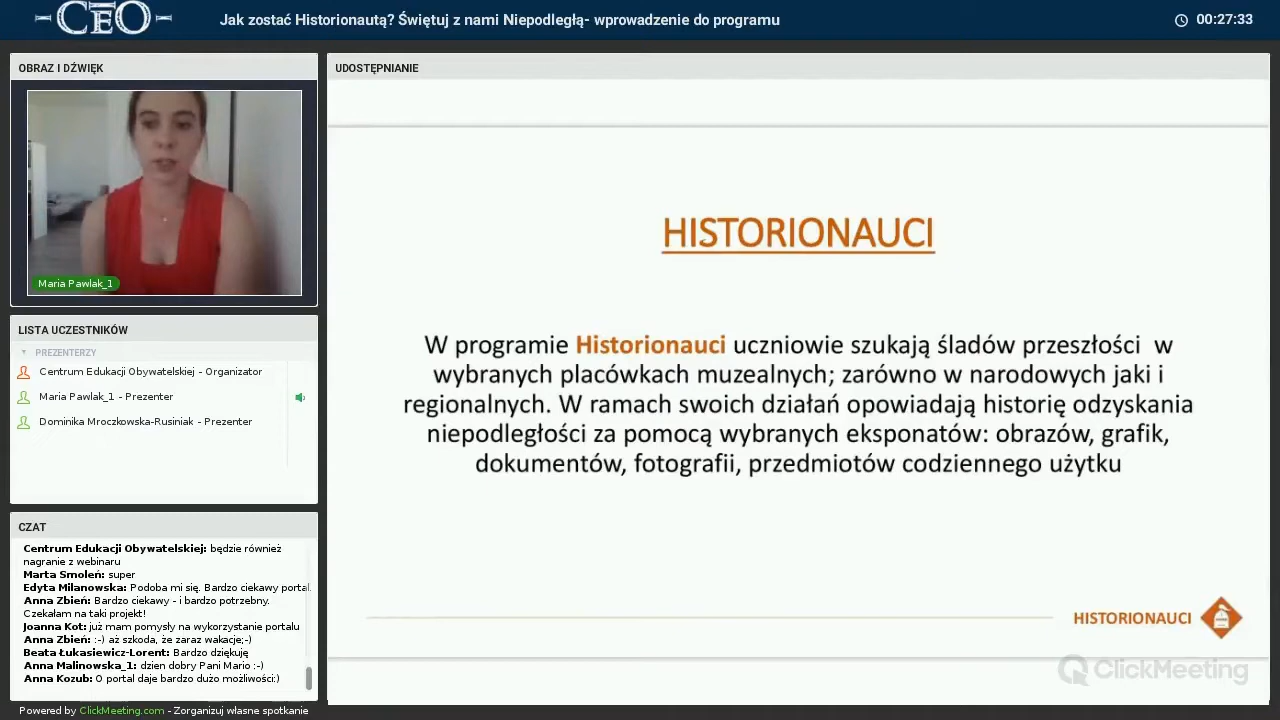 CEO
Jak zostać Historionautą? Świętuj z nami Niepodległą- wprowadzenie do programu
00:27:33
OBRAZ I DŹWIĘK
Maria Pawlak_1
LISTA UCZESTNIKÓW
PREZENTERZY
Centrum Edukacji Obywatelskiej - Organizator
Maria Pawlak_1 - Prezenter
Dominika Mroczkowska-Rusiniak - Prezenter
CZAT
Centrum Edukacji Obywatelskiej: będzie również
nagranie z webinaru
Marta Smoleń: super
Edyta Milanowska: Podoba mi się. Bardzo ciekawy portal.
Anna Zbień: Bardzo ciekawy - i bardzo potrzebny.
Czekałam na taki projekt!
Joanna Kot: już mam pomysły na wykorzystanie portalu
Anna Zbień: :-) aż szkoda, że zaraz wakacje;-)
Beata Łukasiewicz-Lorent: Bardzo dziękuję
Anna Malinowska_1: dzien dobry Pani Mario :-)
Anna Kozub: O portal daje bardzo dużo możliwości:)
Powered by ClickMeeting.com - Zorganizuj własne spotkanie
UDOSTĘPNIANIE
HISTORIONAUCI
W programie Historionauci uczniowie szukają śladów przeszłości w
wybranych placówkach muzealnych; zarówno w narodowych jaki i
regionalnych. W ramach swoich działań opowiadają historię odzyskania
niepodległości za pomocą wybranych eksponatów: obrazów, grafik,
dokumentów, fotografii, przedmiotów codziennego użytku
HISTORIONAUCI
ClickMeeting